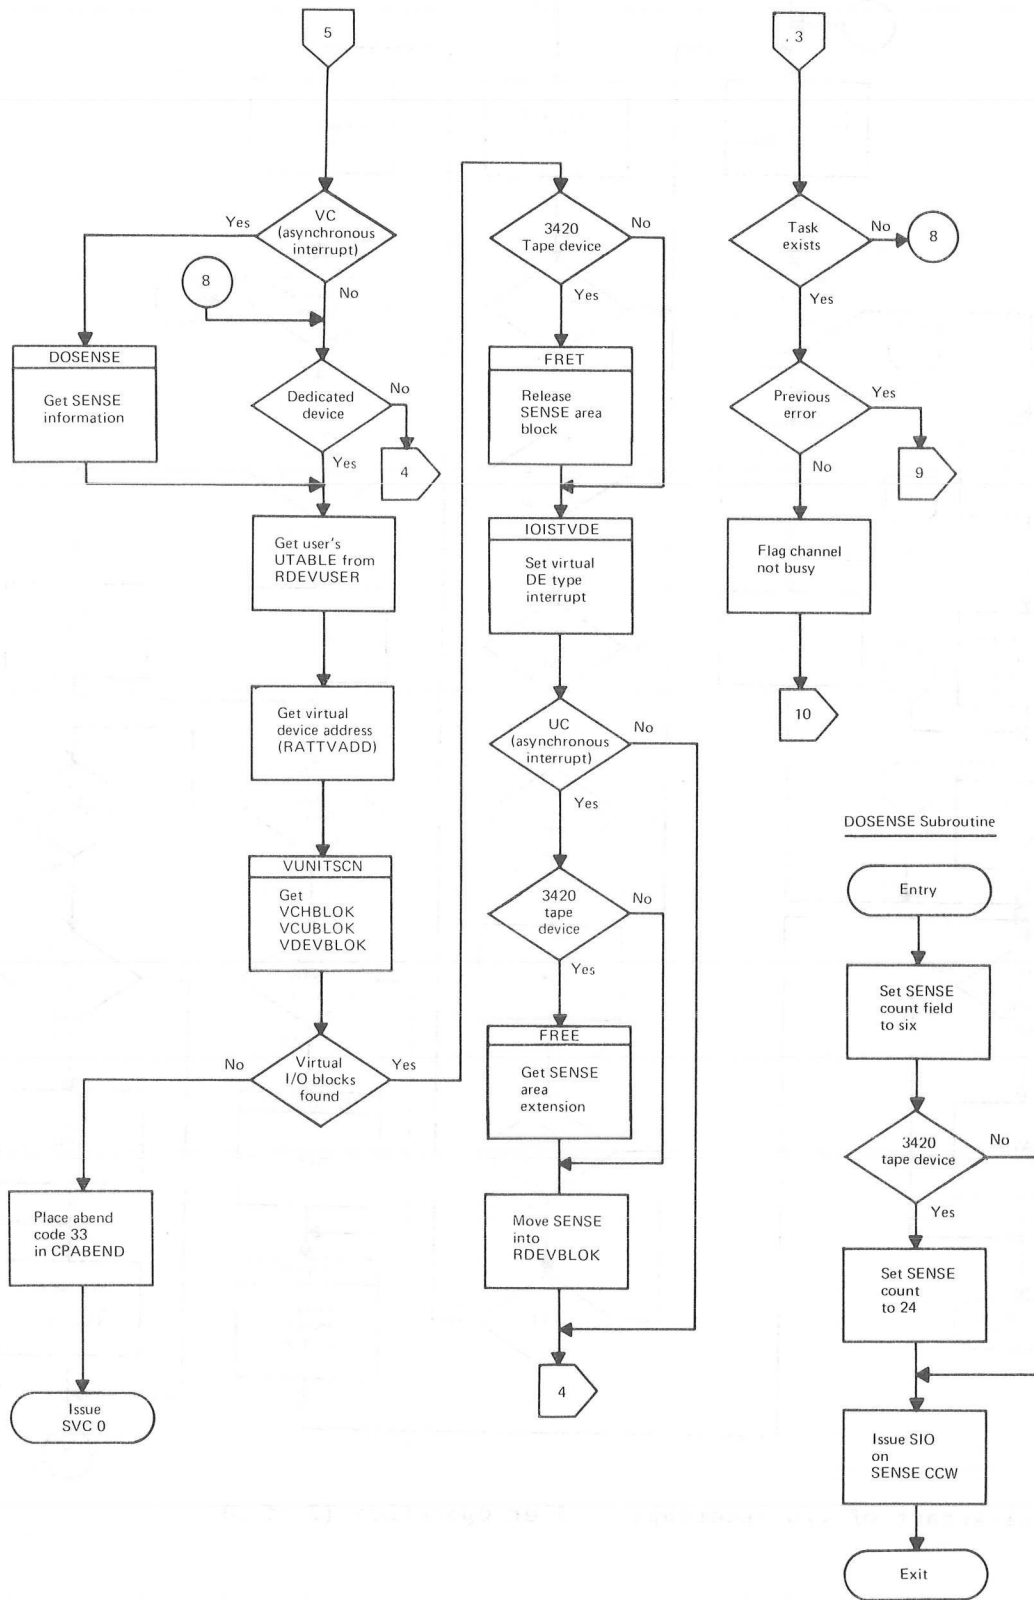 5
VC
(asynchronous
interrupt)
Yes
No
8
DOSENSE
Get SENSE
information
Dedicated
device
No
4
Yes
Get user's
UTABLE from
RDEVUSER
Get virtual
device address
(RATTVADD)
VUNITSCN
Get
VCHBLOK
VCUBLOK
VDEVBLOK
No
Virtual
I/O blocks
found
Yes
Place abend
code 33
in CPABEND
Issue
SVC 0
3420
Tape device
No
Yes
FRET
Release
SENSE area
block
IOISTVDE
Set virtual
DE type
interrupt
UC
(asynchronous
interrupt)
No
Yes
3420
tape
device
No
Yes
FREE
Get SENSE
area
extension
Move SENSE
into
RDEVBLOK
4
3
Task
exists
No
8
Yes
Previous
error
Yes
9
No
Flag channel
not busy
10
DOSENSE Subroutine
Entry
Set SENSE
count field
to six
3420
tape device
No
Yes
Set SENSE
count
to 24
Issue SIO
on
SENSE CCW
Exit